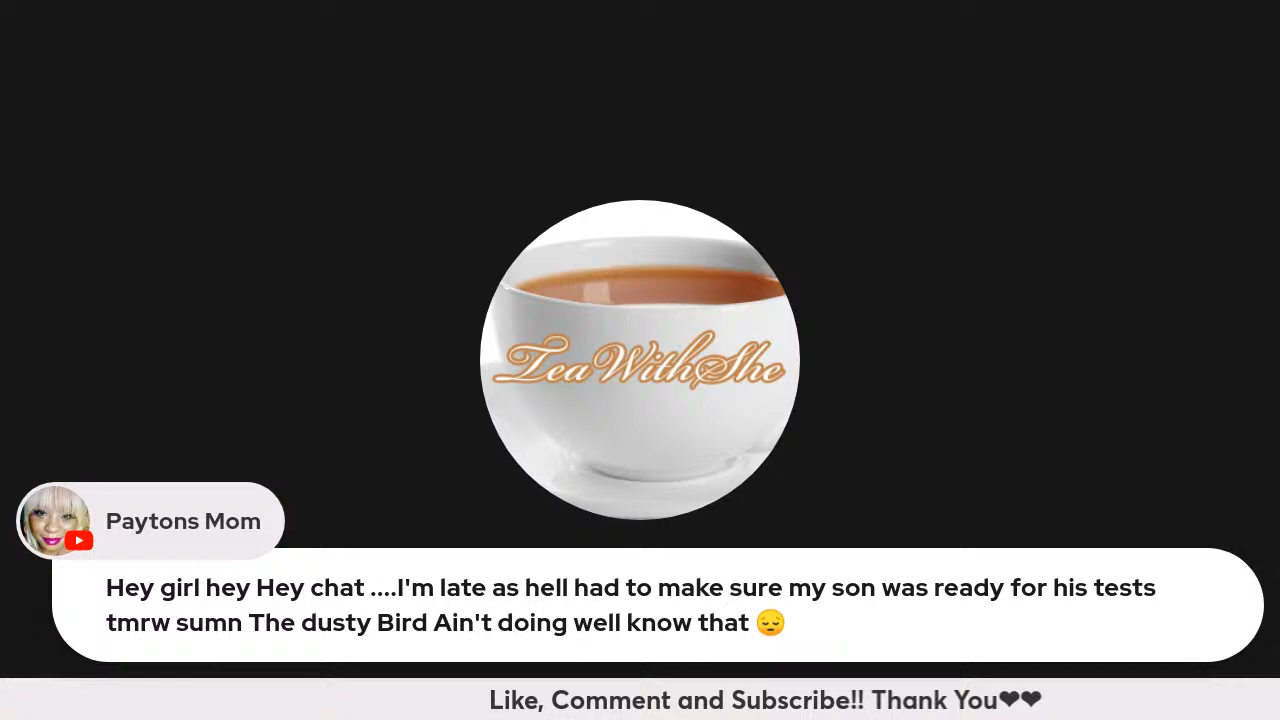 TeaWithShe
Paytons Mom
Hey girl hey Hey chat ....I'm late as hell had to make sure my son was ready for his tests
tmrw sumn The dusty Bird Ain't doing well know that 😔
Like, Comment and Subscribe!! Thank You❤❤